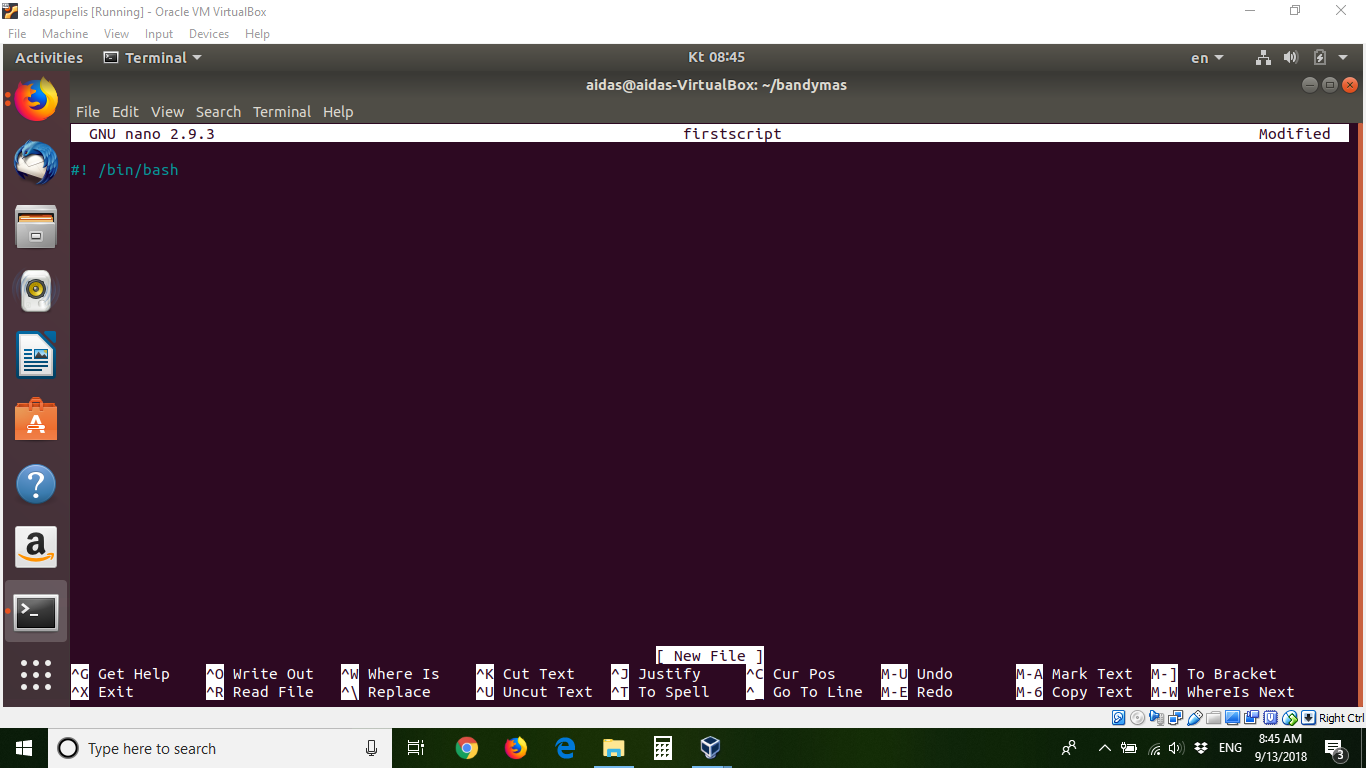 aidaspupelis [Running] - Oracle VM VirtualBox
File Machine View Input Devices Help
Activities Terminal Kt 08:45 en
aidas@aidas-VirtualBox: ~/bandymas
File Edit View Search Terminal Help
GNU nano 2.9.3 firstscript Modified
#! /bin/bash
[ New File ]
^G Get Help ^O Write Out ^W Where Is ^K Cut Text ^J Justify ^C Cur Pos M-U Undo M-A Mark Text M-] To Bracket
^X Exit ^R Read File ^\ Replace ^U Uncut Text ^T To Spell ^_ Go To Line M-E Redo M-6 Copy Text M-W WhereIs Next
Right Ctrl
Type here to search
ENG
8:45 AM
9/13/2018
3